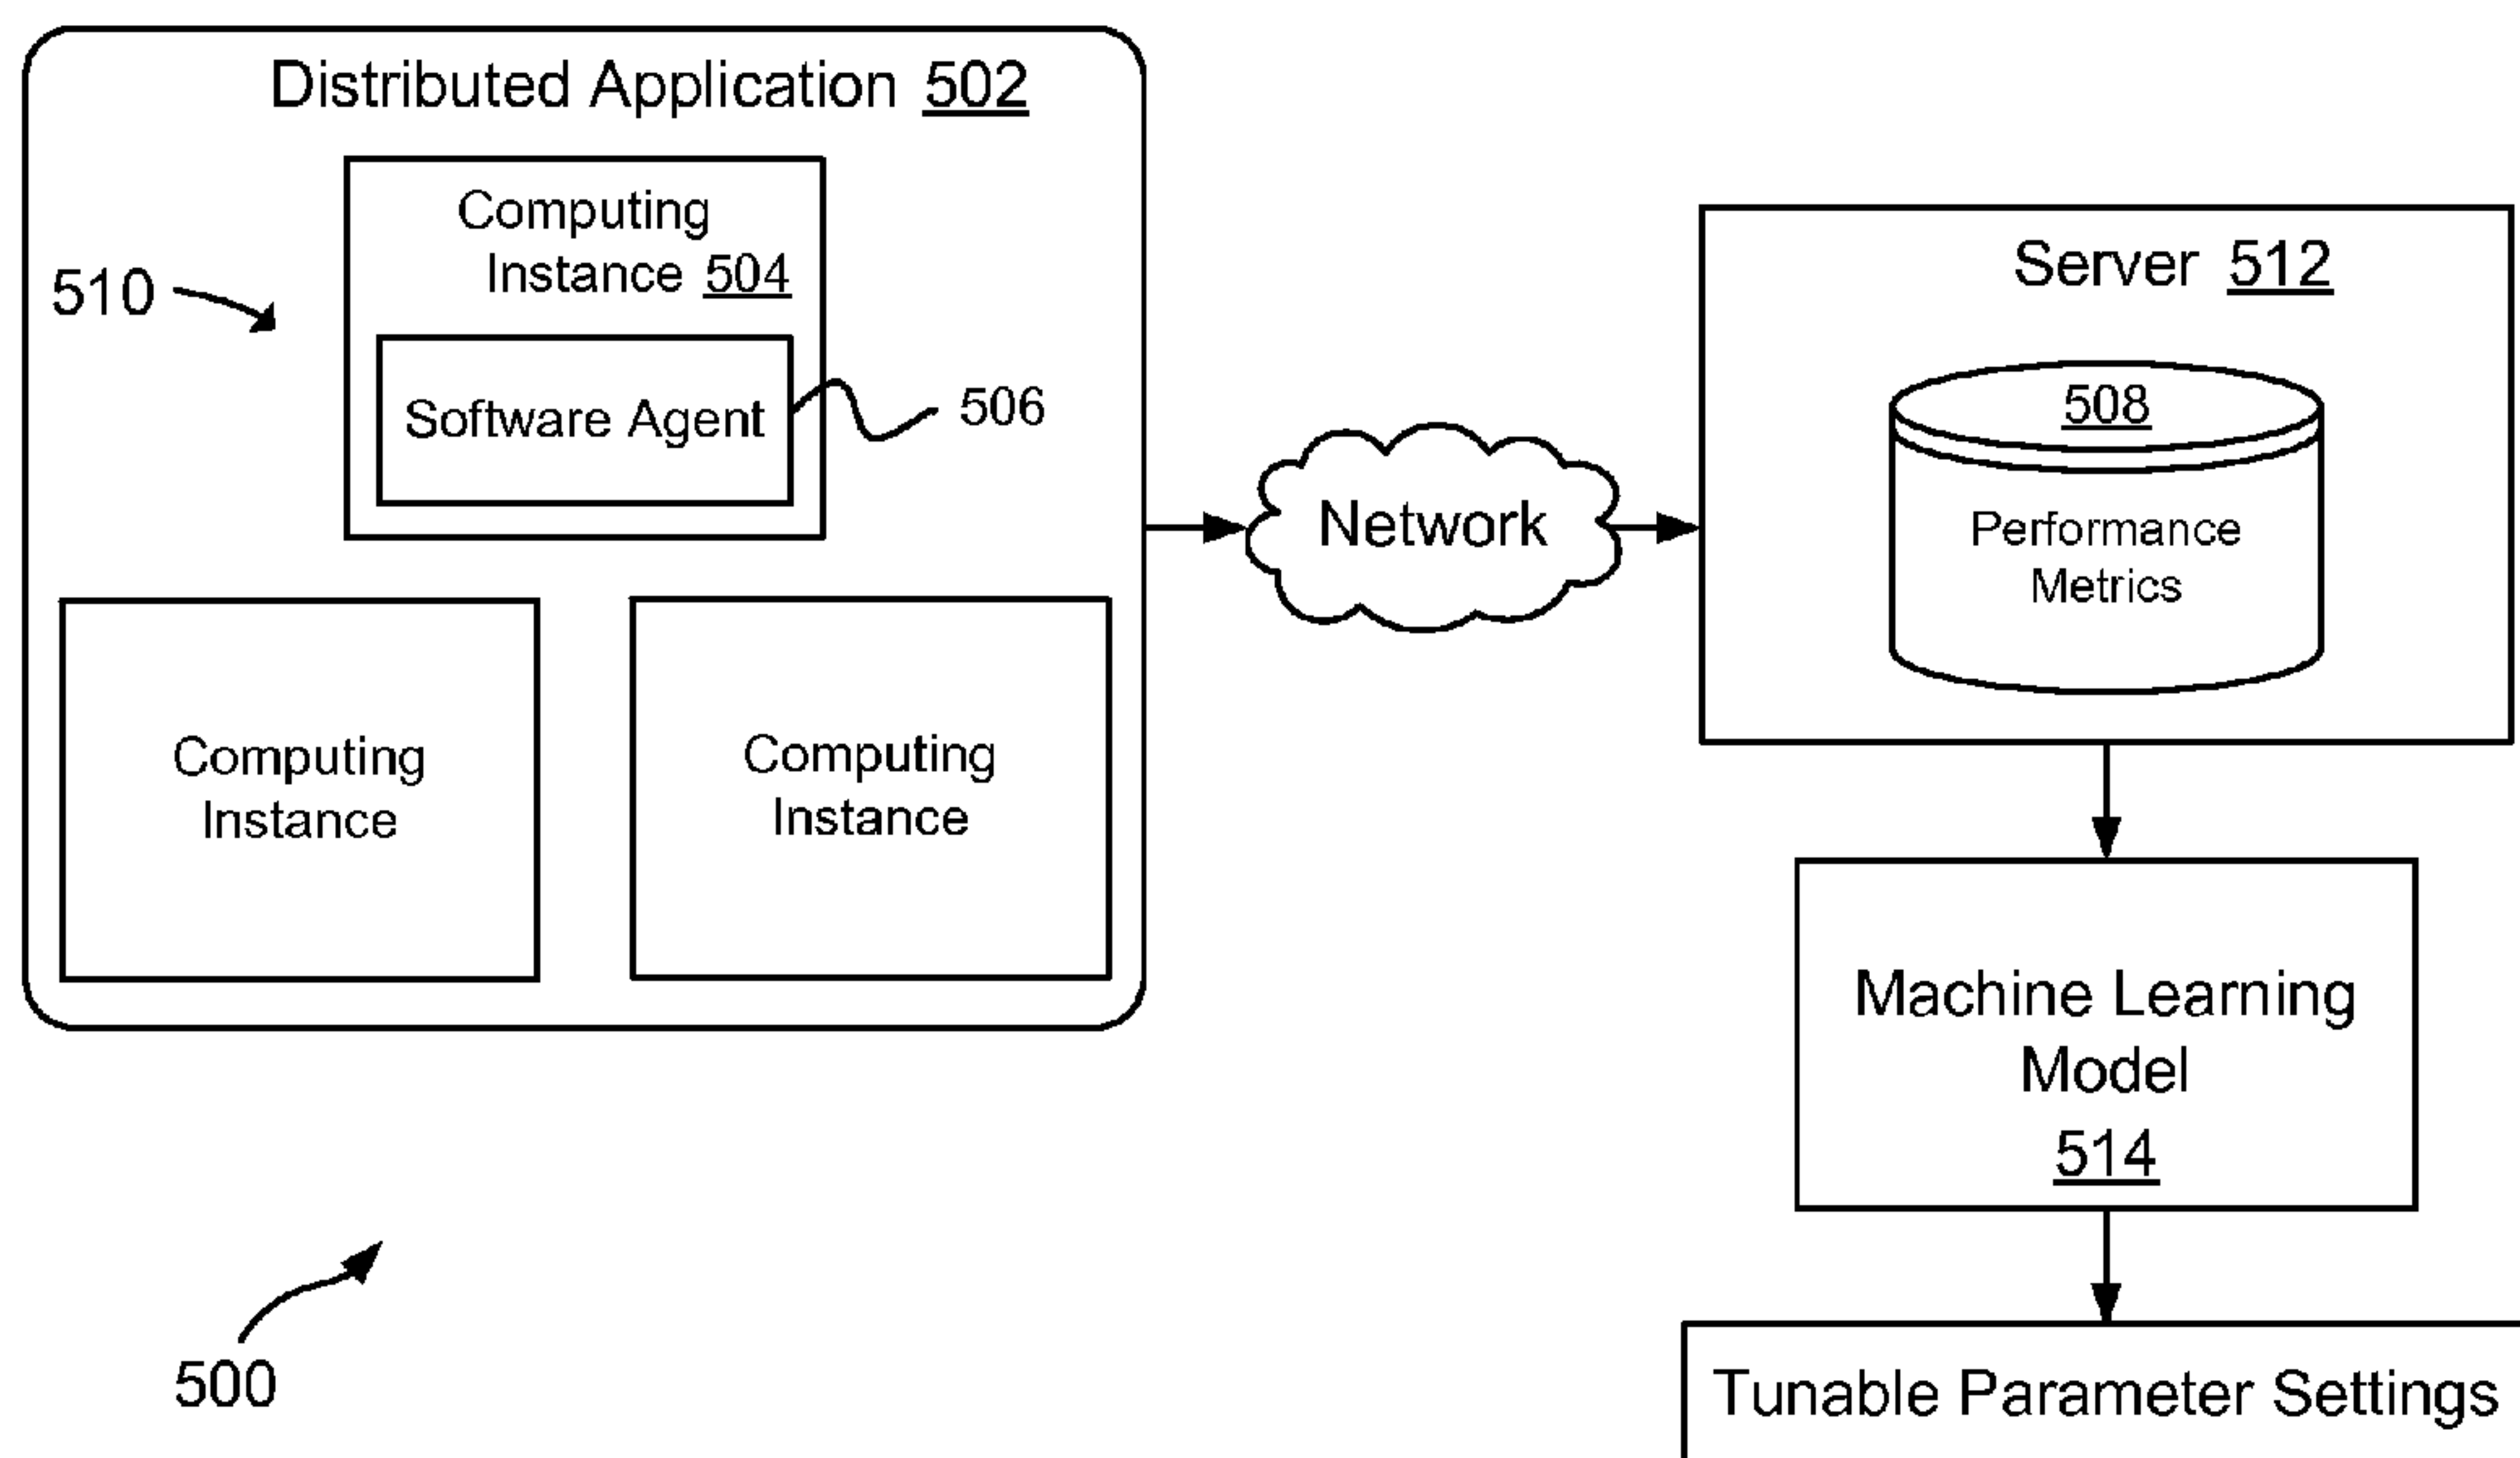 Distributed Application 502
Computing
Instance 504
510
Software Agent
506
Computing
Instance
Computing
Instance
Network
Server 512
508
Performance
Metrics
Machine Learning
Model
514
Tunable Parameter Settings
500